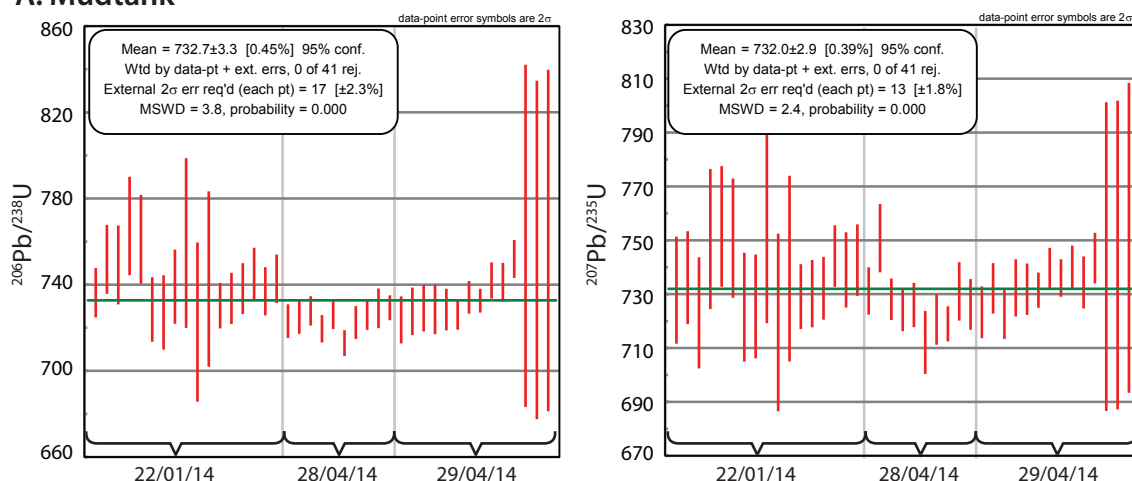 A. Mudtank
data-point error symbols are 2σ
Mean = 732.7±3.3 [0.45%] 95% conf.
Wtd by data-pt + ext. errs, 0 of 41 rej.
External 2σ err req'd (each pt) = 17 [±2.3%]
MSWD = 3.8, probability = 0.000
206Pb/238U
860
820
780
740
700
660
22/01/14
28/04/14
29/04/14
data-point error symbols are 2σ
Mean = 732.0±2.9 [0.39%] 95% conf.
Wtd by data-pt + ext. errs, 0 of 41 rej.
External 2σ err req'd (each pt) = 13 [±1.8%]
MSWD = 2.4, probability = 0.000
207Pb/235U
830
810
790
770
750
730
710
690
670
22/01/14
28/04/14
29/04/14